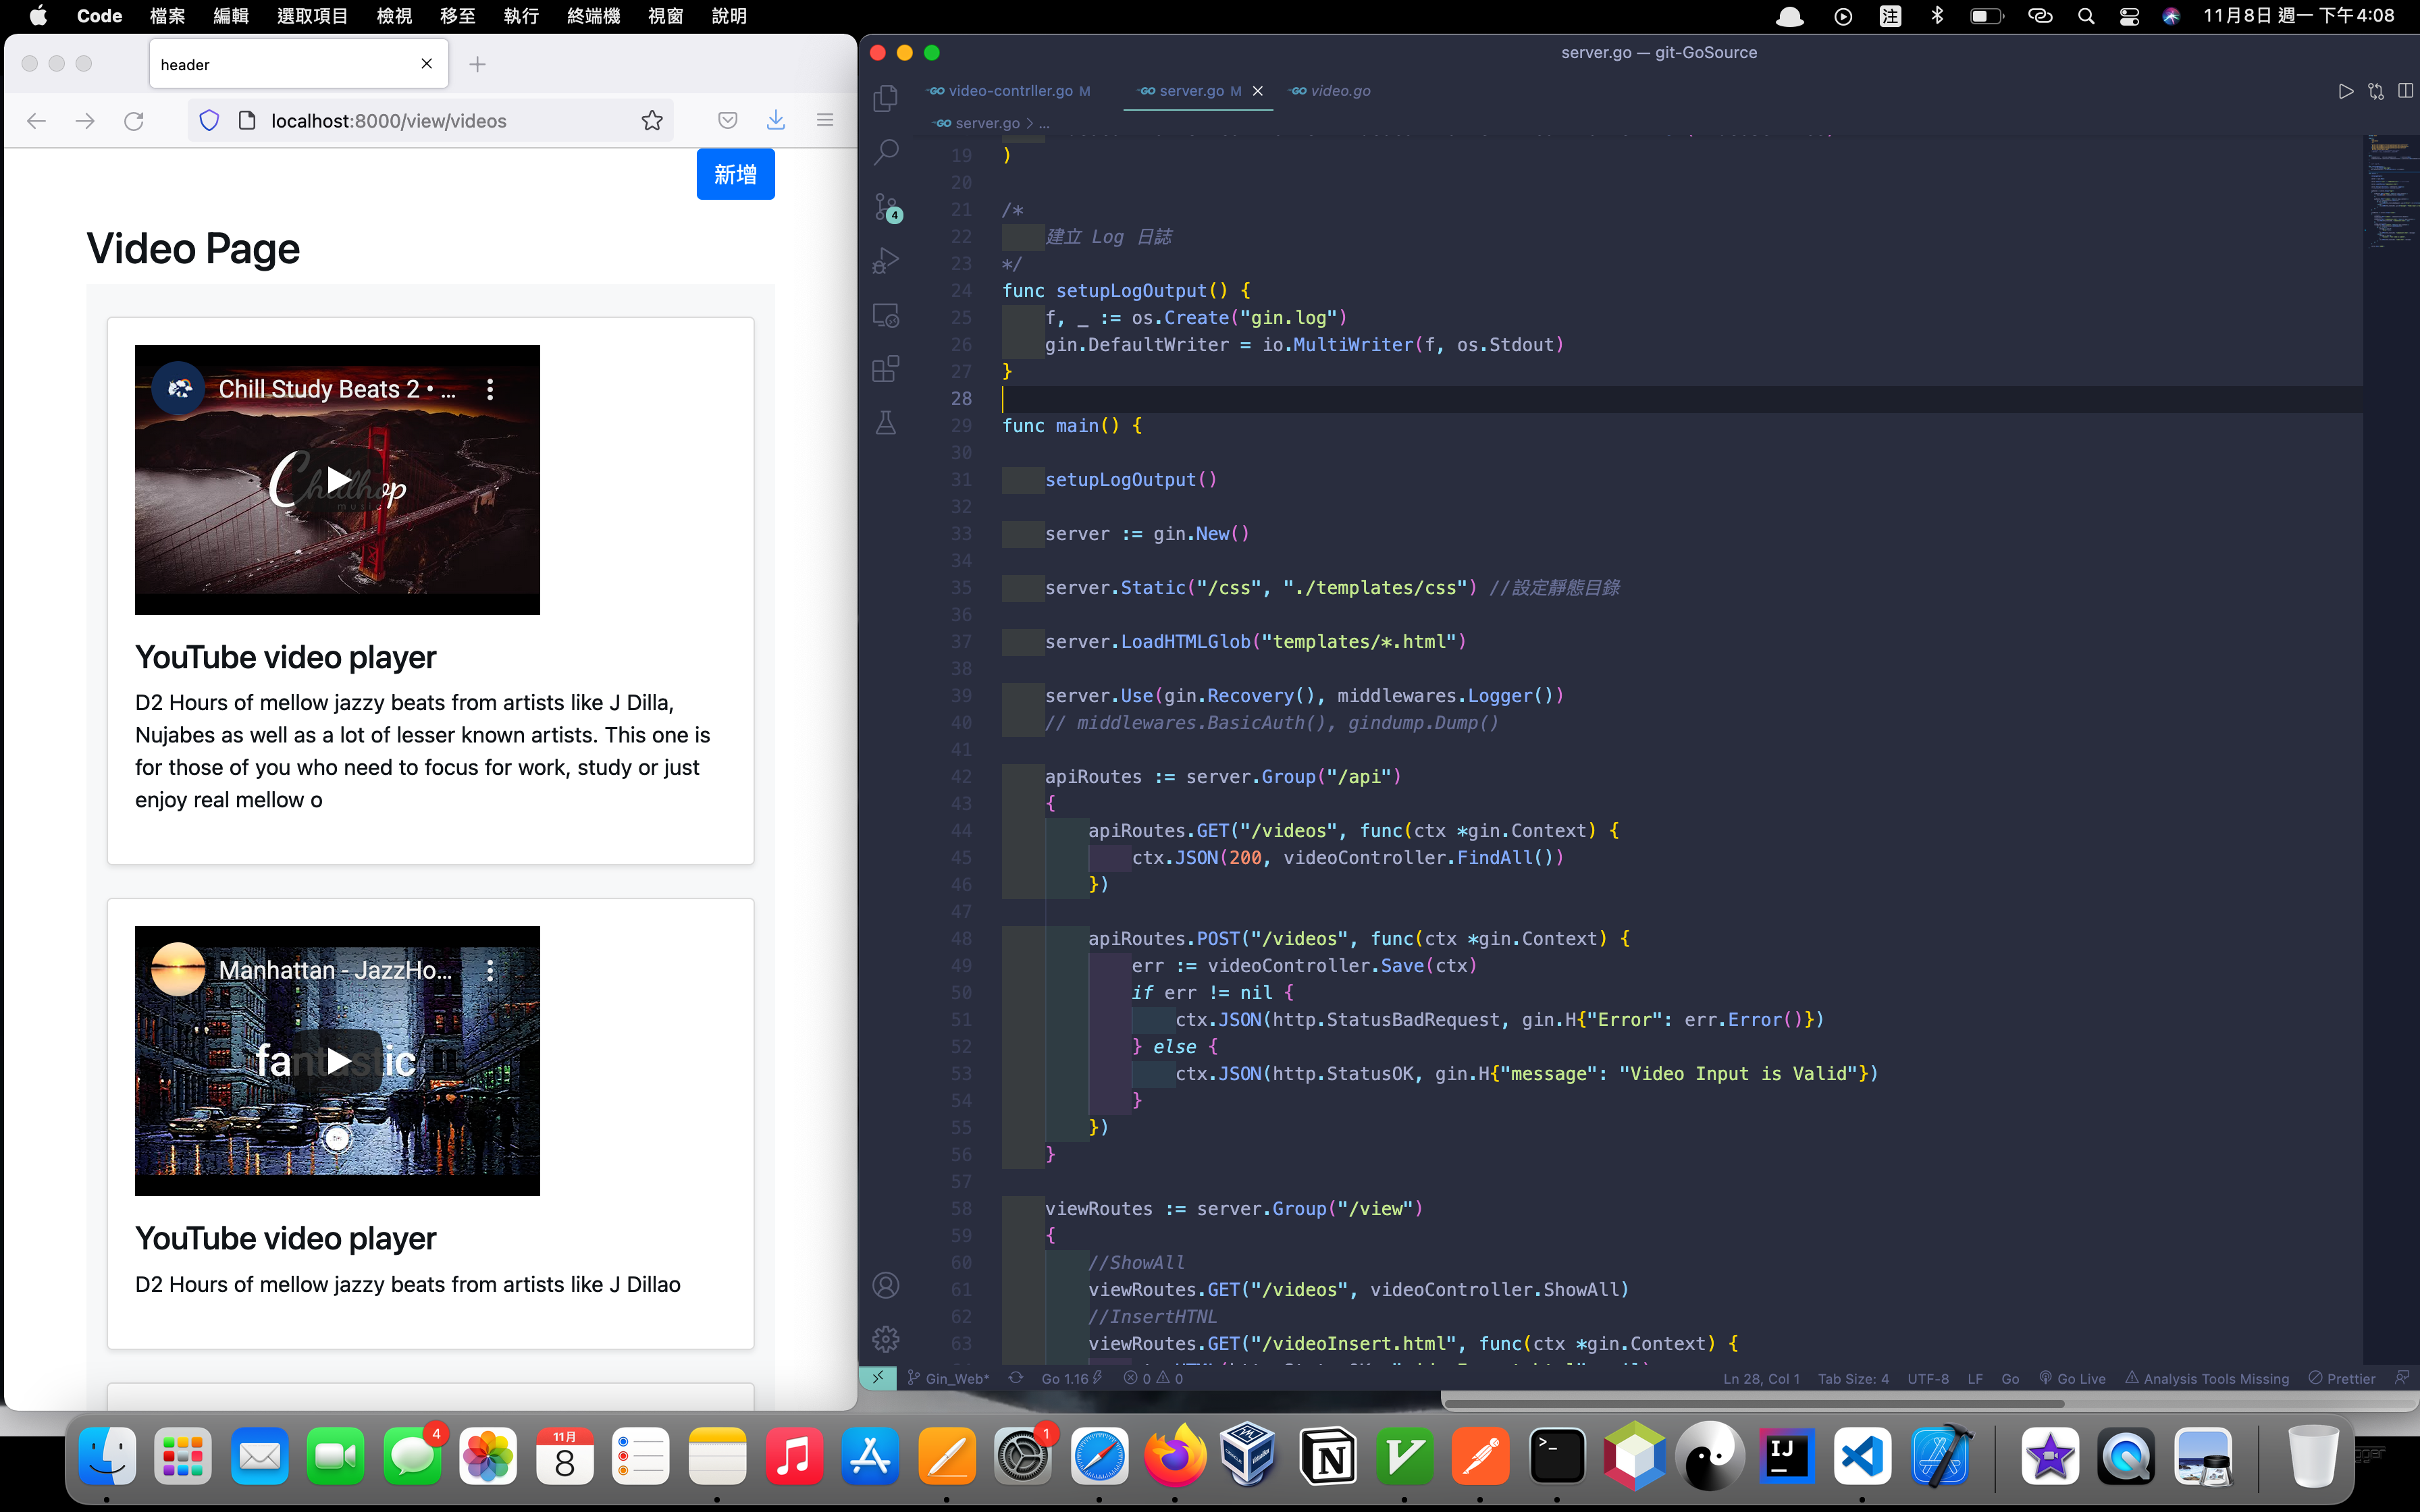 Code 檔案 編輯 選取項目 檢視 移至 執行 終端機 視窗 說明
注 11月8日 週一 下午4:08
header
localhost:8000/view/videos
新增
Video Page
Chill Study Beats 2 • ...
Chillhop
music
YouTube video player
D2 Hours of mellow jazzy beats from artists like J Dilla,
Nujabes as well as a lot of lesser known artists. This one is
for those of you who need to focus for work, study or just
enjoy real mellow o
Manhattan - JazzHo...
fantastic
YouTube video player
D2 Hours of mellow jazzy beats from artists like J Dillao
server.go — git-GoSource
GO video-contrller.go M GO server.go M GO video.go
GO server.go > ...
4
19 )
20
21 /*
22 建立 Log 日誌
23 */
24 func setupLogOutput() {
25 f, _ := os.Create("gin.log")
26 gin.DefaultWriter = io.MultiWriter(f, os.Stdout)
27 }
28
29 func main() {
30
31 setupLogOutput()
32
33 server := gin.New()
34
35 server.Static("/css", "./templates/css") //設定靜態目錄
36
37 server.LoadHTMLGlob("templates/*.html")
38
39 server.Use(gin.Recovery(), middlewares.Logger())
40 // middlewares.BasicAuth(), gindump.Dump()
41
42 apiRoutes := server.Group("/api")
43 {
44 apiRoutes.GET("/videos", func(ctx *gin.Context) {
45 ctx.JSON(200, videoController.FindAll())
46 })
47
48 apiRoutes.POST("/videos", func(ctx *gin.Context) {
49 err := videoController.Save(ctx)
50 if err != nil {
51 ctx.JSON(http.StatusBadRequest, gin.H{"Error": err.Error()})
52 } else {
53 ctx.JSON(http.StatusOK, gin.H{"message": "Video Input is Valid"})
54 }
55 })
56 }
57
58 viewRoutes := server.Group("/view")
59 {
60 //ShowAll
61 viewRoutes.GET("/videos", videoController.ShowAll)
62 //InsertHTNL
63 viewRoutes.GET("/videoInsert.html", func(ctx *gin.Context) {
Gin_Web* Go 1.16 0 0 Ln 28, Col 1 Tab Size: 4 UTF-8 LF Go Go Live Analysis Tools Missing Prettier
4
11月
8
1
N
IJ